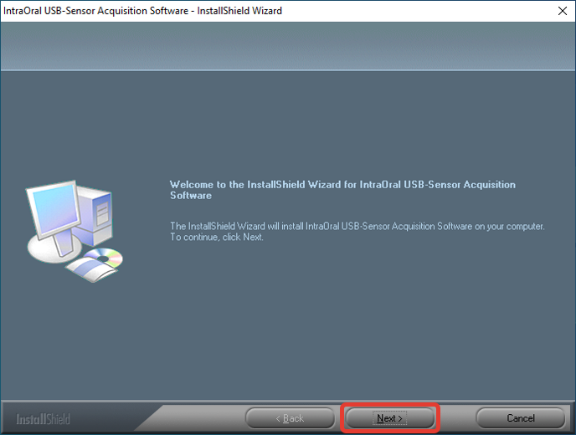 IntraOral USB-Sensor Acquisition Software - InstallShield Wizard
Welcome to the InstallShield Wizard for IntraOral USB-Sensor Acquisition
Software
The InstallShield Wizard will install IntraOral USB-Sensor Acquisition Software on your computer.
To continue, click Next.
InstallShield
< Back
Next >
Cancel